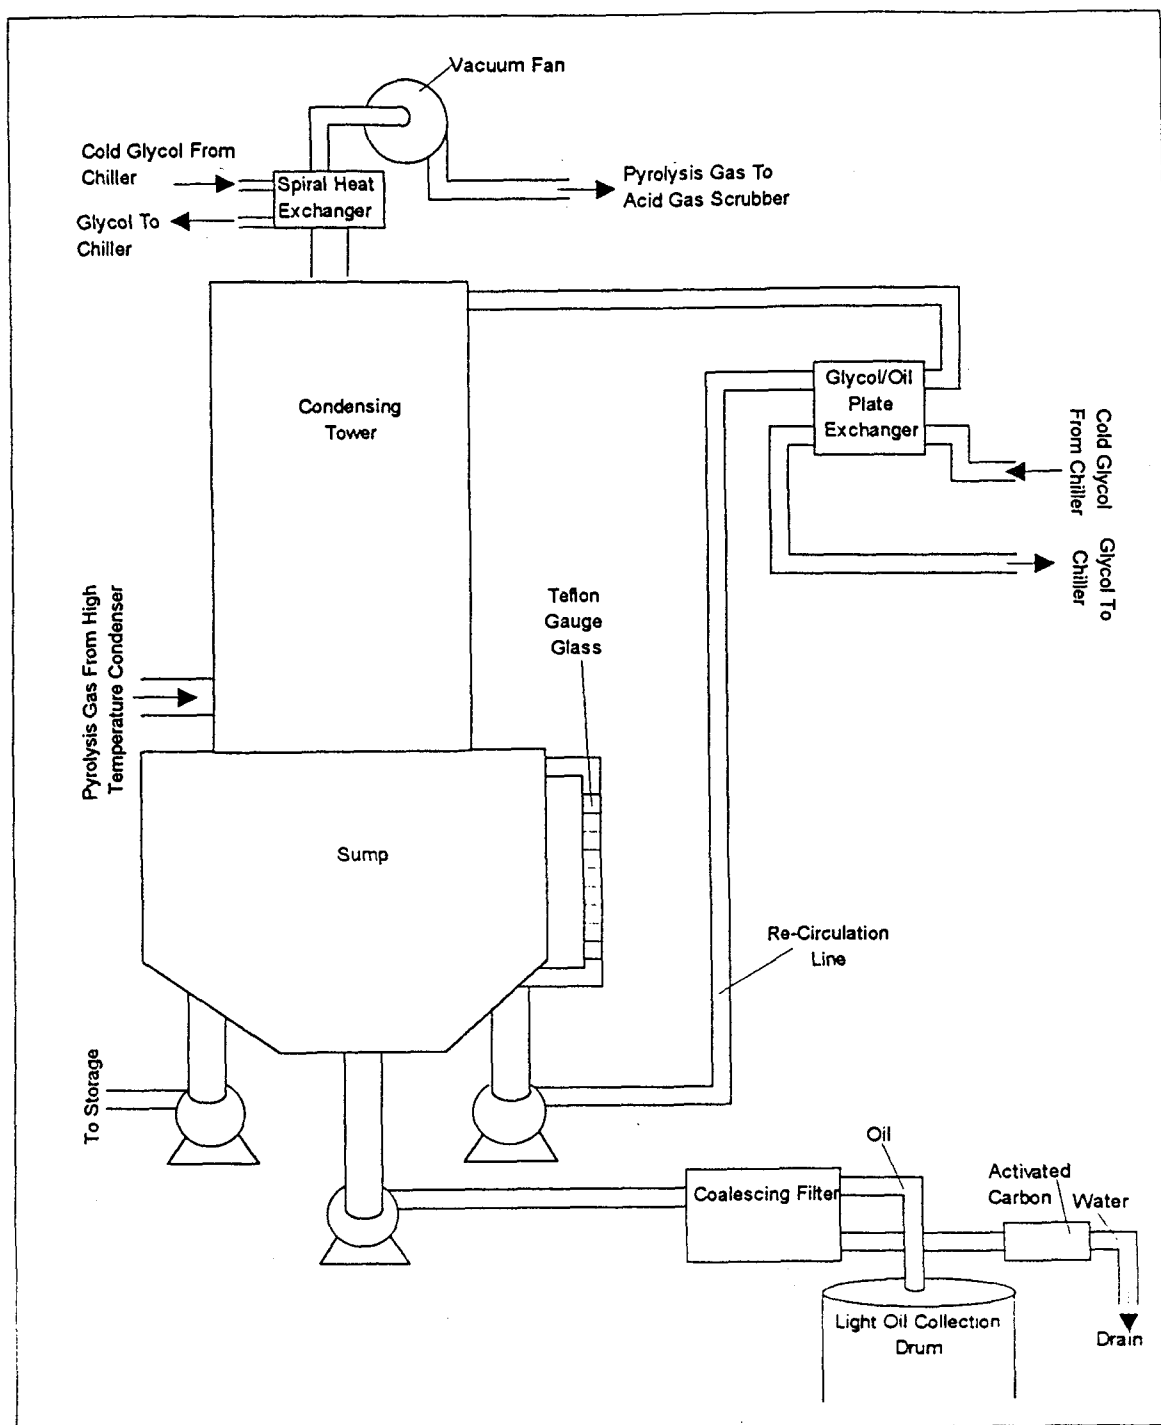 Vacuum Fan
Cold Glycol From
Chiller
Spiral Heat
Exchanger
Pyrolysis Gas To
Acid Gas Scrubber
Glycol To
Chiller
Condensing
Tower
Glycol/Oil
Plate
Exchanger
Cold Glycol
From Chiller
Glycol To
Chiller
Teflon
Gauge
Glass
Pyrolysis Gas From High
Temperature Condenser
Sump
Re-Circulation
Line
To Storage
Oil
Coalescing Filter
Activated
Carbon
Water
Light Oil Collection
Drum
Drain